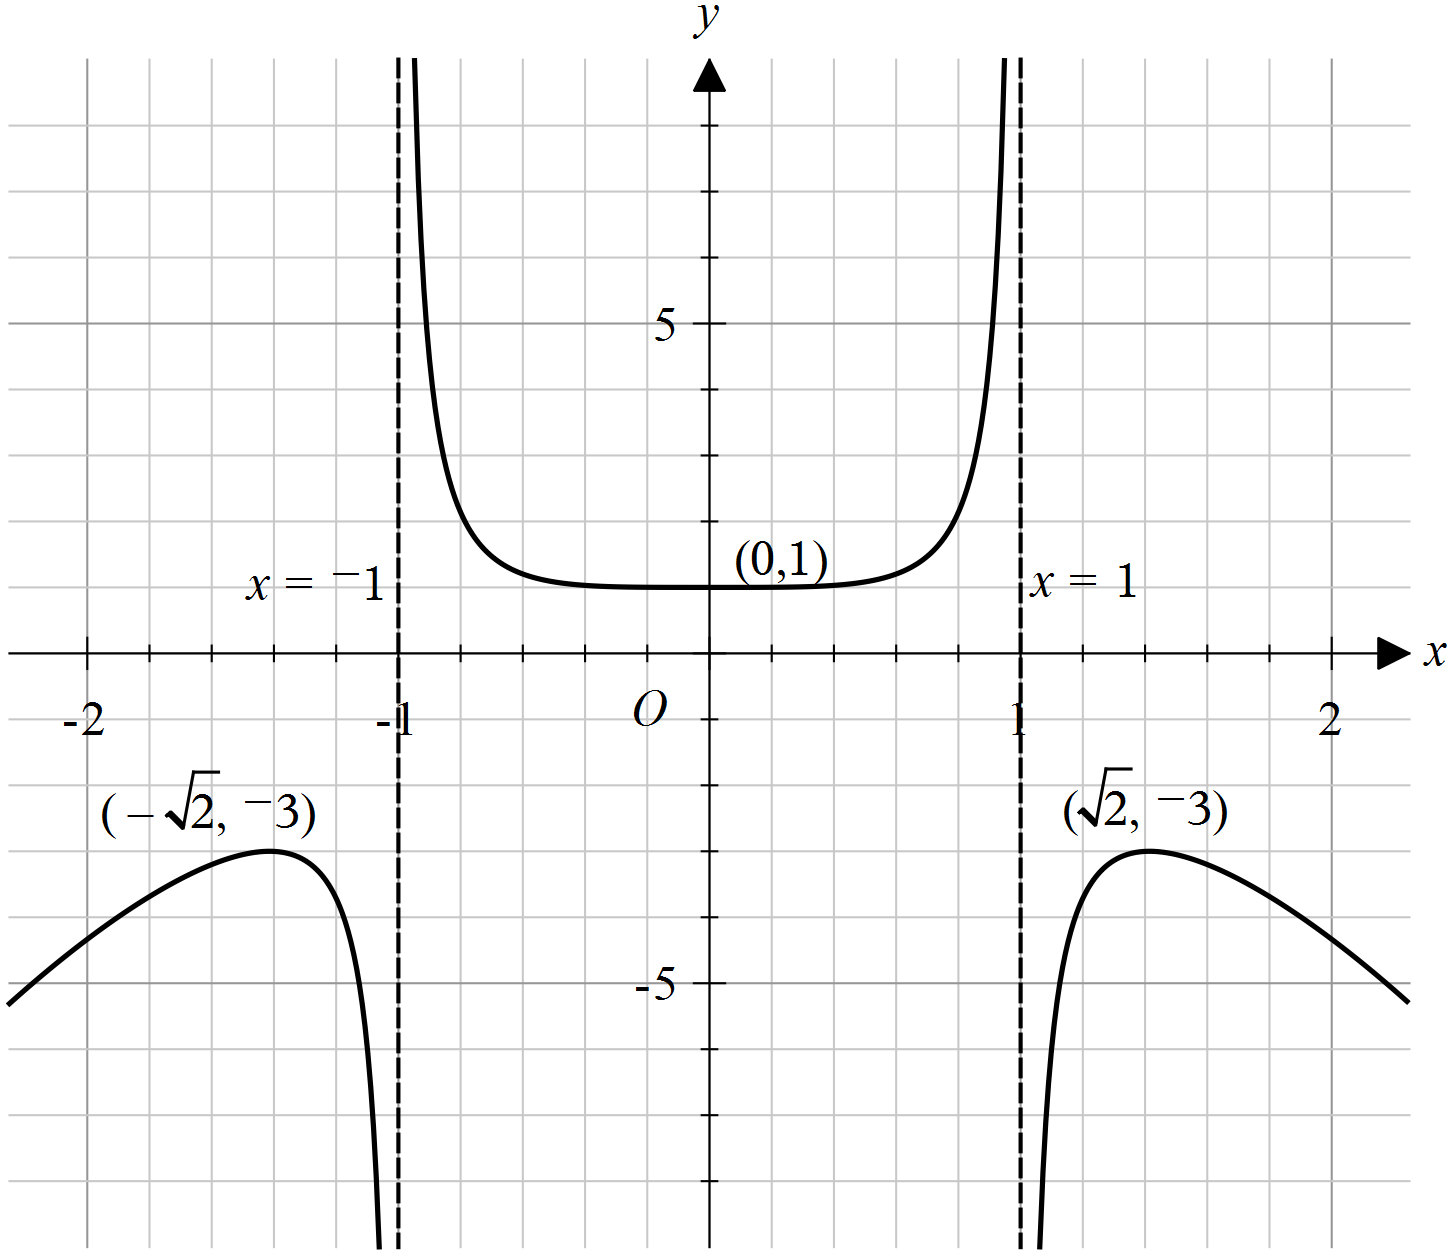 y
5
(0,1)
x = ⁻1
x = 1
x
-2
-1
O
1
2
(−√2, ⁻3)
(√2, ⁻3)
-5